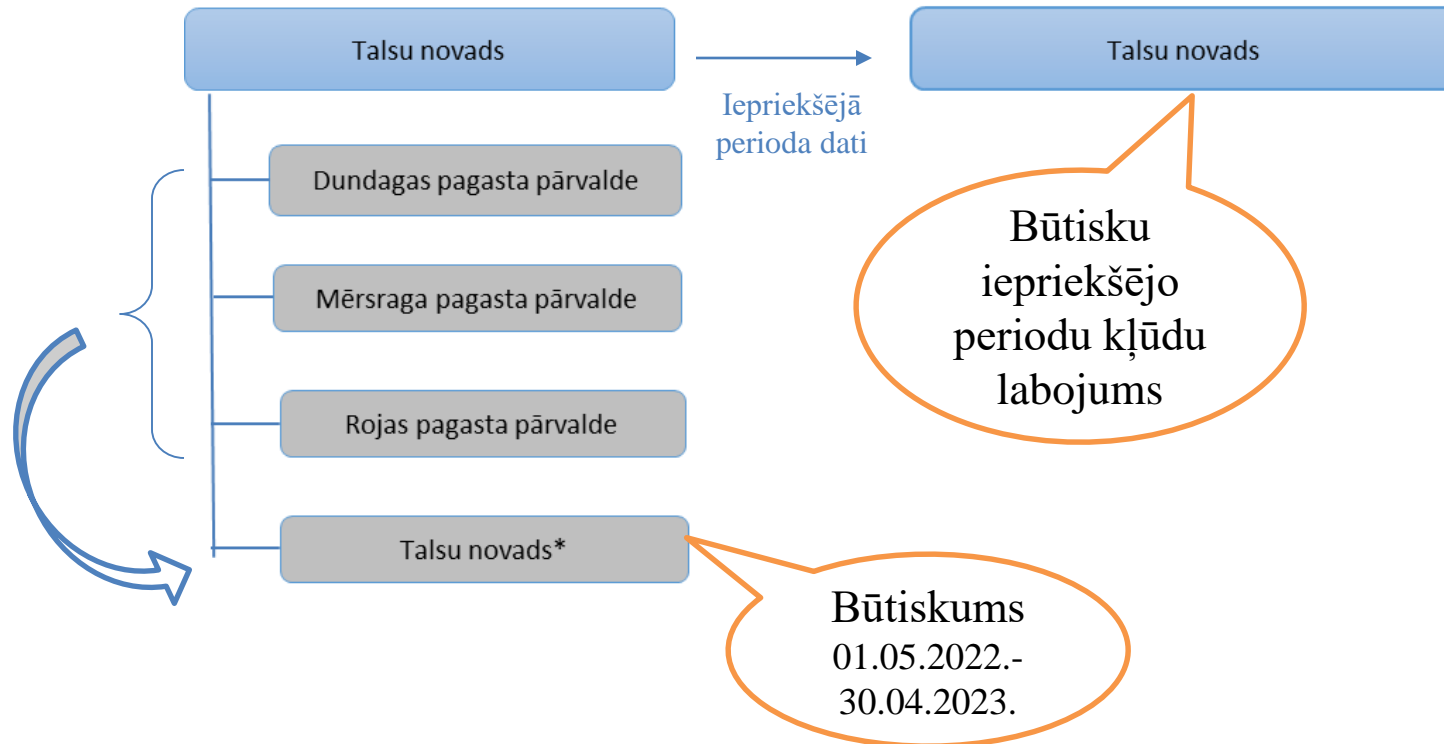 Talsu novads
Talsu novads
Iepriekšējā
perioda dati
Dundagas pagasta pārvalde
Mērsraga pagasta pārvalde
Rojas pagasta pārvalde
Talsu novads*
Būtisku
iepriekšējo
periodu kļūdu
labojums
Būtiskums
01.05.2022.-
30.04.2023.